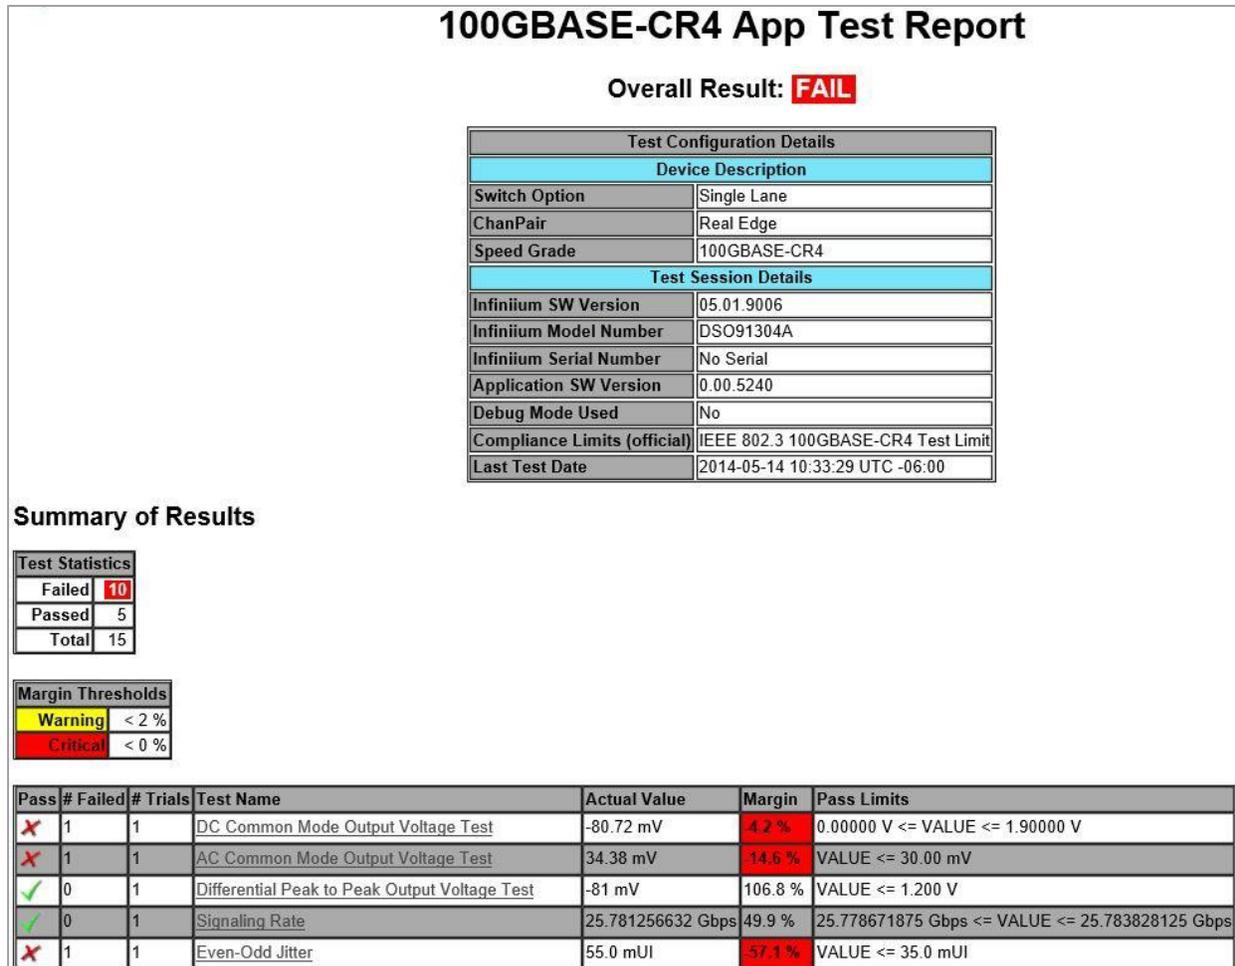 100GBASE-CR4 App Test Report
Overall Result: FAIL
Test Configuration Details
Device Description
Switch Option Single Lane
ChanPair Real Edge
Speed Grade 100GBASE-CR4
Test Session Details
Infiniium SW Version 05.01.9006
Infiniium Model Number DSO91304A
Infiniium Serial Number No Serial
Application SW Version 0.00.5240
Debug Mode Used No
Compliance Limits (official) IEEE 802.3 100GBASE-CR4 Test Limit
Last Test Date 2014-05-14 10:33:29 UTC -06:00
Summary of Results
Test Statistics
Failed 10
Passed 5
Total 15
Margin Thresholds
Warning < 2 %
Critical < 0 %
Pass # Failed # Trials Test Name Actual Value Margin Pass Limits
1 1 DC Common Mode Output Voltage Test -80.72 mV -4.2 % 0.00000 V <= VALUE <= 1.90000 V
1 1 AC Common Mode Output Voltage Test 34.38 mV -14.6 % VALUE <= 30.00 mV
0 1 Differential Peak to Peak Output Voltage Test -81 mV 106.8 % VALUE <= 1.200 V
0 1 Signaling Rate 25.781256632 Gbps 49.9 % 25.778671875 Gbps <= VALUE <= 25.783828125 Gbps
1 1 Even-Odd Jitter 55.0 mUI -57.1 % VALUE <= 35.0 mUI